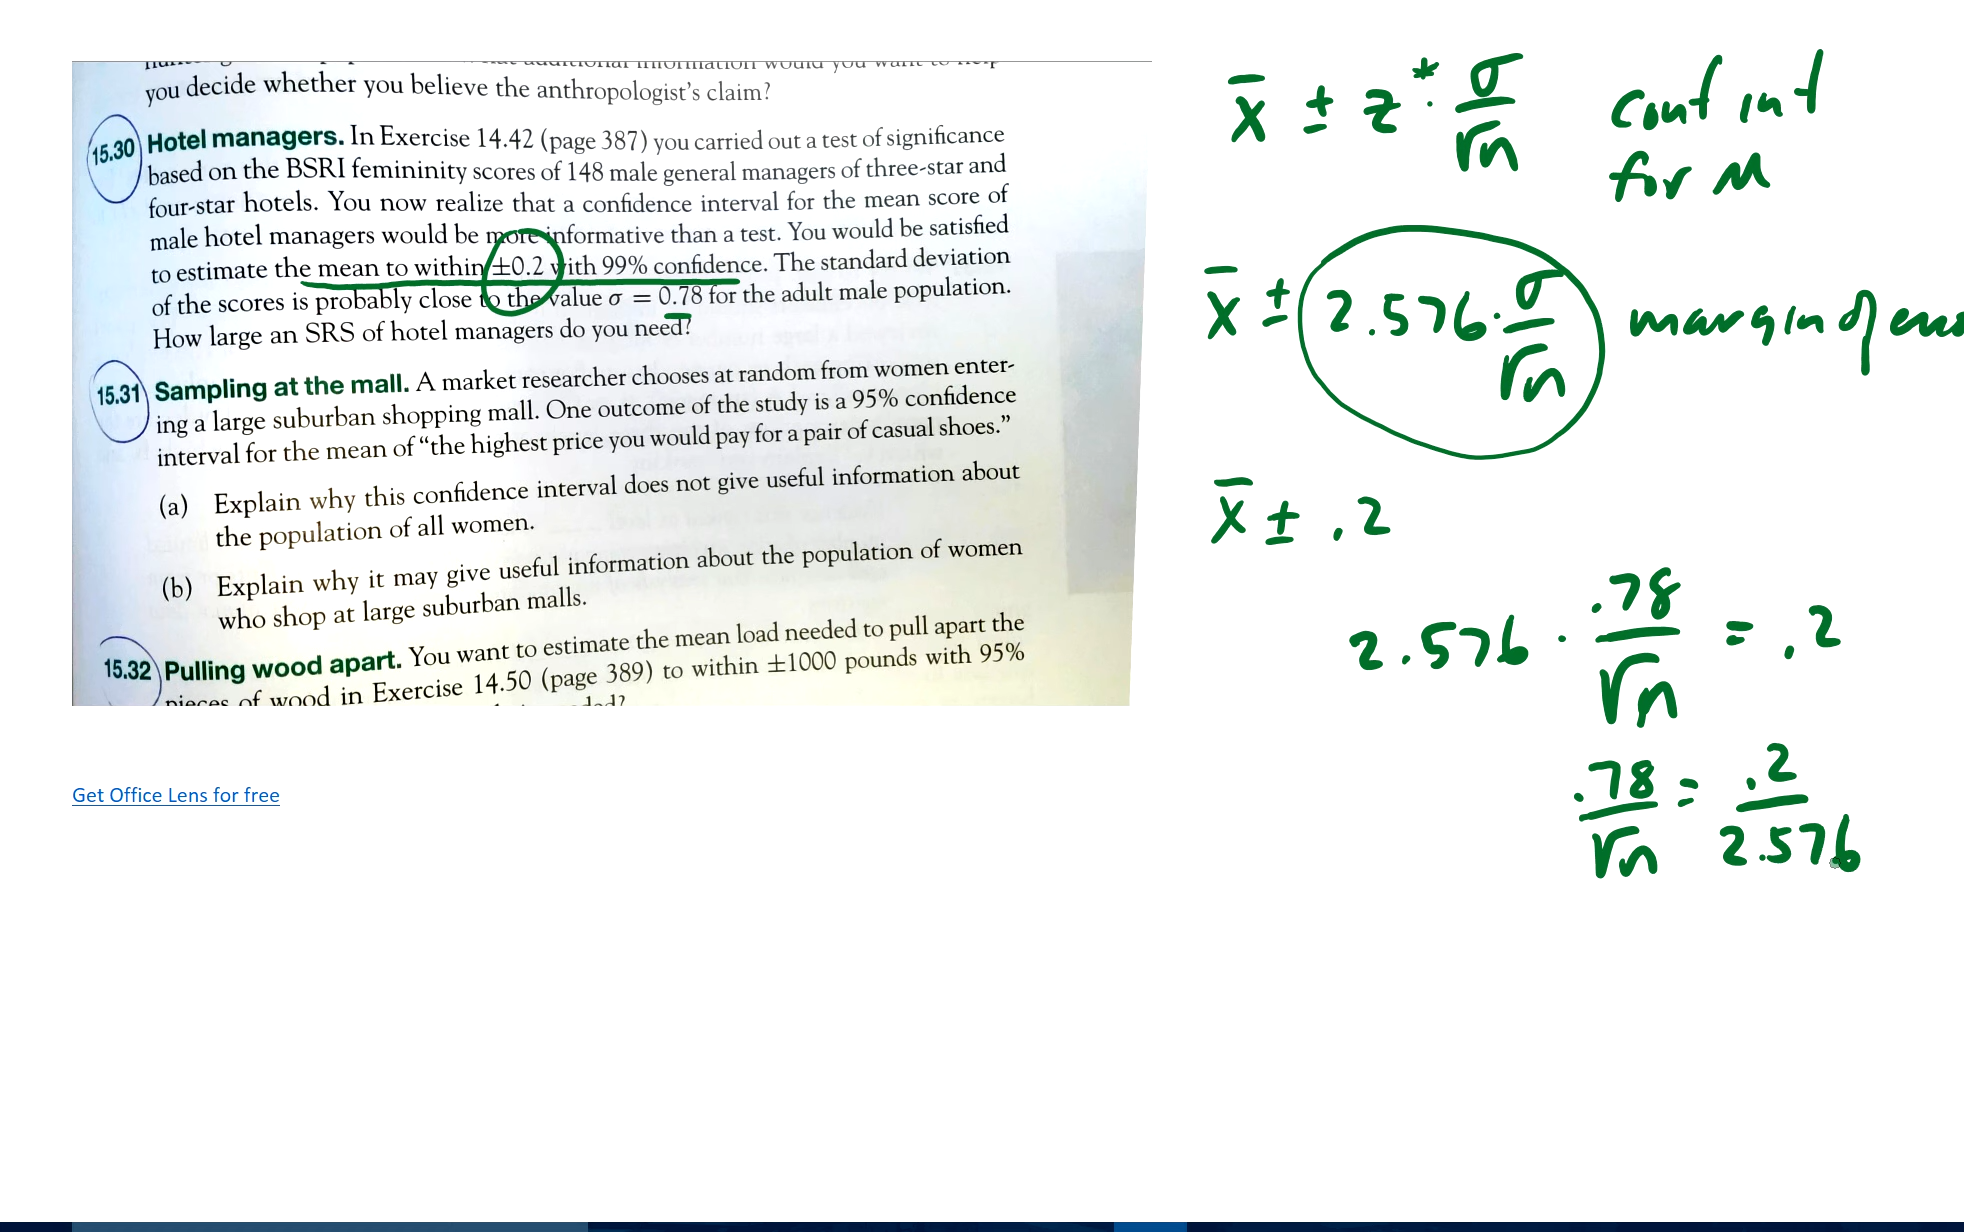 you decide whether you believe the anthropologist's claim?
15.30 Hotel managers. In Exercise 14.42 (page 387) you carried out a test of significance
based on the BSRI femininity scores of 148 male general managers of three-star and
four-star hotels. You now realize that a confidence interval for the mean score of
male hotel managers would be more informative than a test. You would be satisfied
to estimate the mean to within ±0.2 with 99% confidence. The standard deviation
of the scores is probably close to the value σ = 0.78 for the adult male population.
How large an SRS of hotel managers do you need?
15.31 Sampling at the mall. A market researcher chooses at random from women enter-
ing a large suburban shopping mall. One outcome of the study is a 95% confidence
interval for the mean of “the highest price you would pay for a pair of casual shoes.”
(a) Explain why this confidence interval does not give useful information about
the population of all women.
(b) Explain why it may give useful information about the population of women
who shop at large suburban malls.
15.32 Pulling wood apart. You want to estimate the mean load needed to pull apart the
pieces of wood in Exercise 14.50 (page 389) to within ±1000 pounds with 95%
Get Office Lens for free
x̄ ± z* · σ/√n conf int
for M
x̄ ± 2.576 · σ/√n margin of
x̄ ± .2
2.576 · .78/√n = .2
.78/√n = .2/2.576